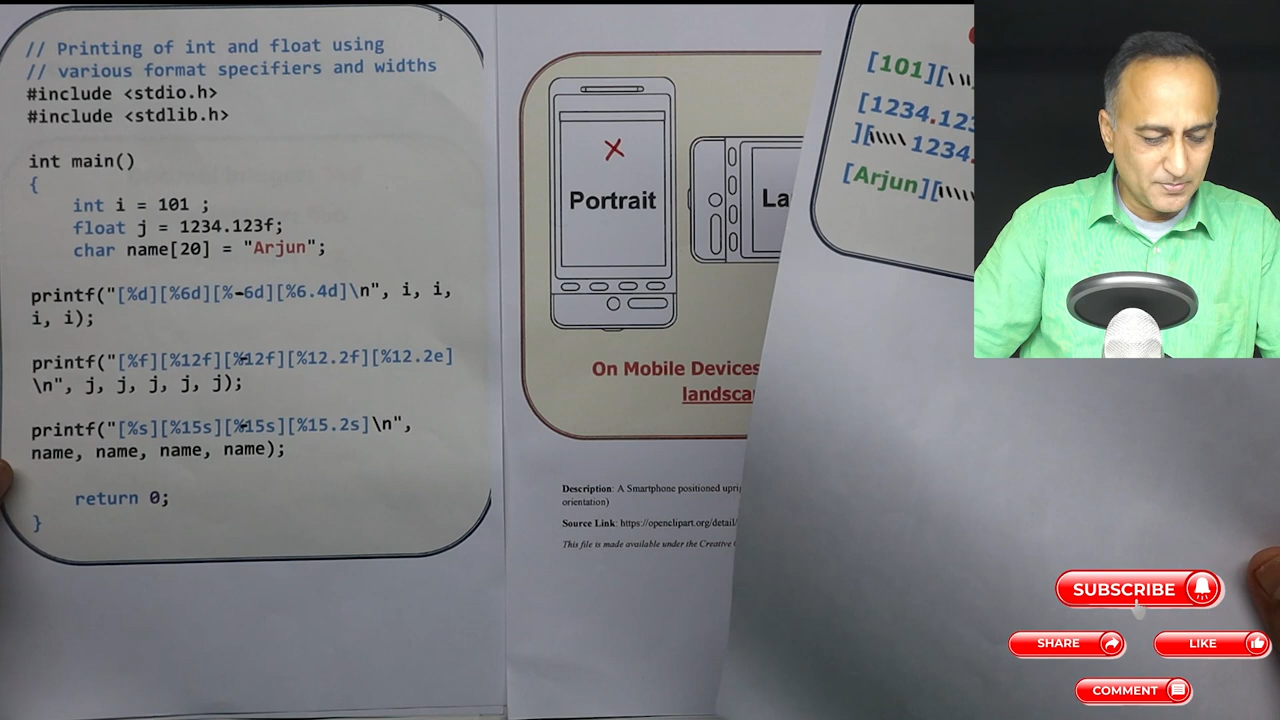 3
// Printing of int and float using
// various format specifiers and widths
#include <stdio.h>
#include <stdlib.h>
int main()
{
int i = 101 ;
float j = 1234.123f;
char name[20] = "Arjun";
printf("[%d][%6d][%-6d][%6.4d]\n", i, i,
i, i);
printf("[%f][%12f][%-12f][%12.2f][%12.2e]
\n", j, j, j, j, j);
printf("[%s][%15s][%-15s][%15.2s]\n",
name, name, name, name);
return 0;
}
Portrait
On Mobile Devices
Description: A Smartphone positioned
orientation)
Source Link: https://openclipart.org/detail/
This file is made available under the Creative
[101][\\
[1234.123
][\\\\\ 1234.
[Arjun][\\\\\
SUBSCRIBE
SHARE
LIKE
COMMENT